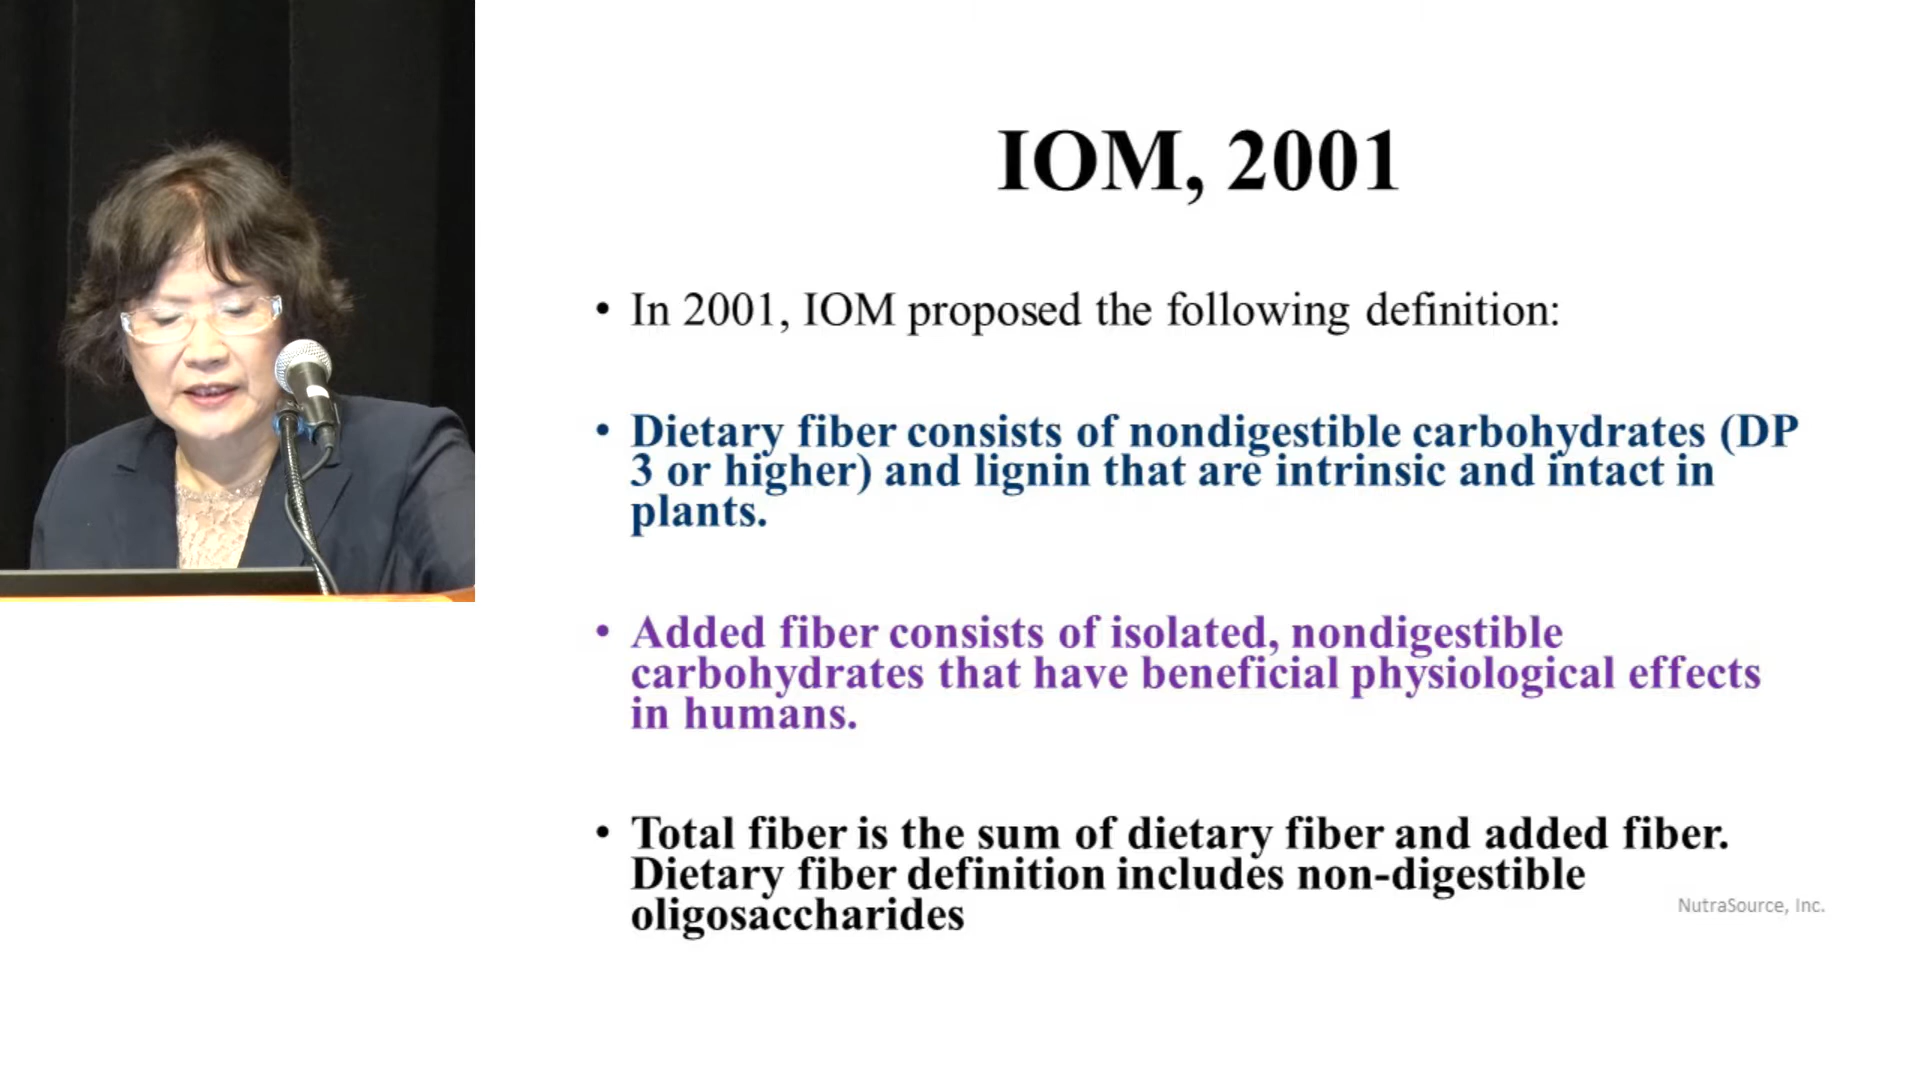 IOM, 2001
• In 2001, IOM proposed the following definition:
• Dietary fiber consists of nondigestible carbohydrates (DP
3 or higher) and lignin that are intrinsic and intact in
plants.
• Added fiber consists of isolated, nondigestible
carbohydrates that have beneficial physiological effects
in humans.
• Total fiber is the sum of dietary fiber and added fiber.
Dietary fiber definition includes non-digestible
oligosaccharides
NutraSource, Inc.